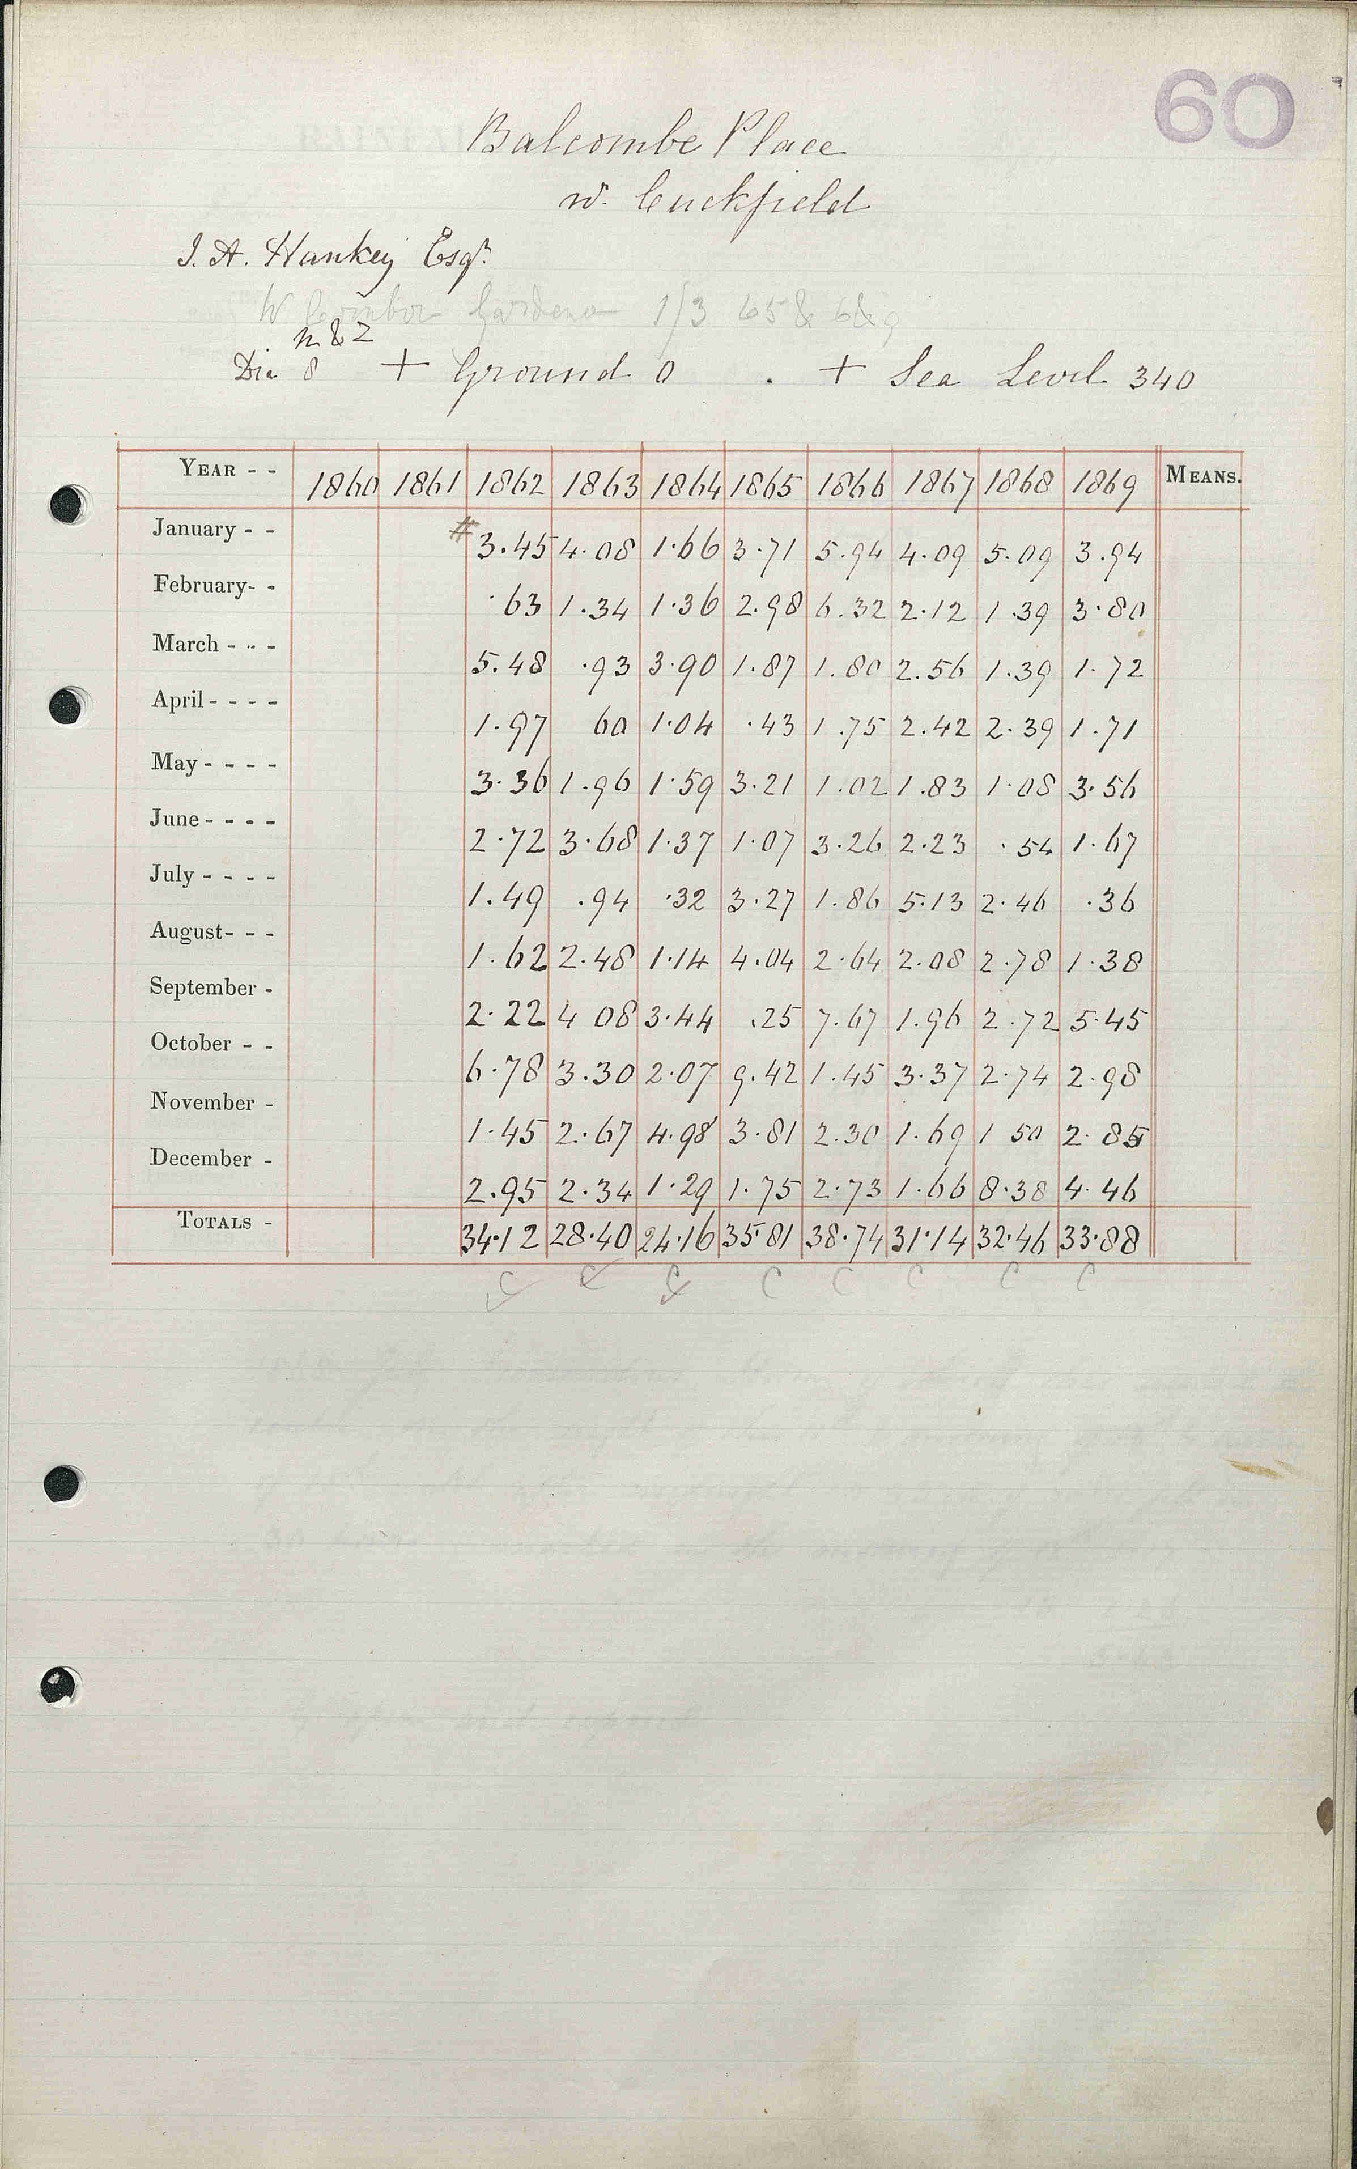 60
Balcombe Place
nr. Cuckfield
J. A. Hankey Esqr.
Gardener 1/3 65 &
n & Z
Dia 8 + Ground 0 . + Sea Level 340
YEAR - - 1860 1861 1862 1863 1864 1865 1866 1867 1868 1869 MEANS.
January - - # 3.45 4.08 1.66 3.71 5.94 4.09 5.09 3.94
February- - .63 1.34 1.36 2.98 6.32 2.12 1.39 3.80
March - - - 5.48 .93 3.90 1.87 1.80 2.56 1.39 1.72
April - - - - 1.97 60 1.04 .43 1.75 2.42 2.39 1.71
May - - - - 3.36 1.96 1.59 3.21 1.02 1.83 1.08 3.56
June - - - - 2.72 3.68 1.37 1.07 3.26 2.23 .54 1.67
July - - - - 1.49 .94 .32 3.27 1.86 5.13 2.46 .36
August- - - 1.62 2.48 1.14 4.04 2.64 2.08 2.78 1.38
September - 2.22 4 08 3.44 .25 7.67 1.96 2.72 5.45
October - - 6.78 3.30 2.07 9.42 1.45 3.37 2.74 2.98
November - 1.45 2.67 4.98 3.81 2.30 1.69 1 50 2.85
December - 2.95 2.34 1.29 1.75 2.73 1.66 8.38 4.46
TOTALS - 34.12 28.40 24.16 35.81 38.74 31.14 32.46 33.88
C C C C C C C C